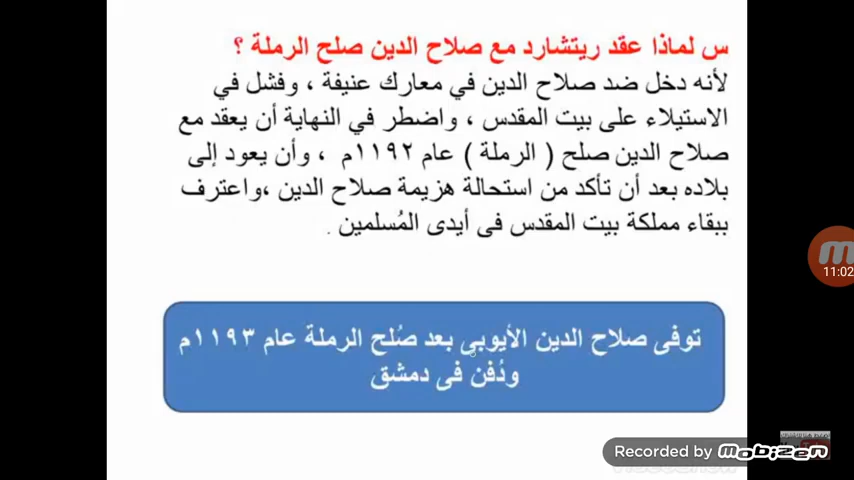 س لماذا عقد ريتشارد مع صلاح الدين صلح الرملة ؟
لأنه دخل ضد صلاح الدين في معارك عنيفة ، وفشل في
الاستيلاء على بيت المقدس ، واضطر في النهاية أن يعقد مع
صلاح الدين صلح ( الرملة ) عام ١١٩٢م ، وأن يعود إلى
بلاده بعد أن تأكد من استحالة هزيمة صلاح الدين ،واعترف
ببقاء مملكة بيت المقدس فى أيدى المُسلمين .
توفى صلاح الدين الأيوبى بعد صُلح الرملة عام ١١٩٣م
ودُفن فى دمشق
11:02
Recorded by Mobizen